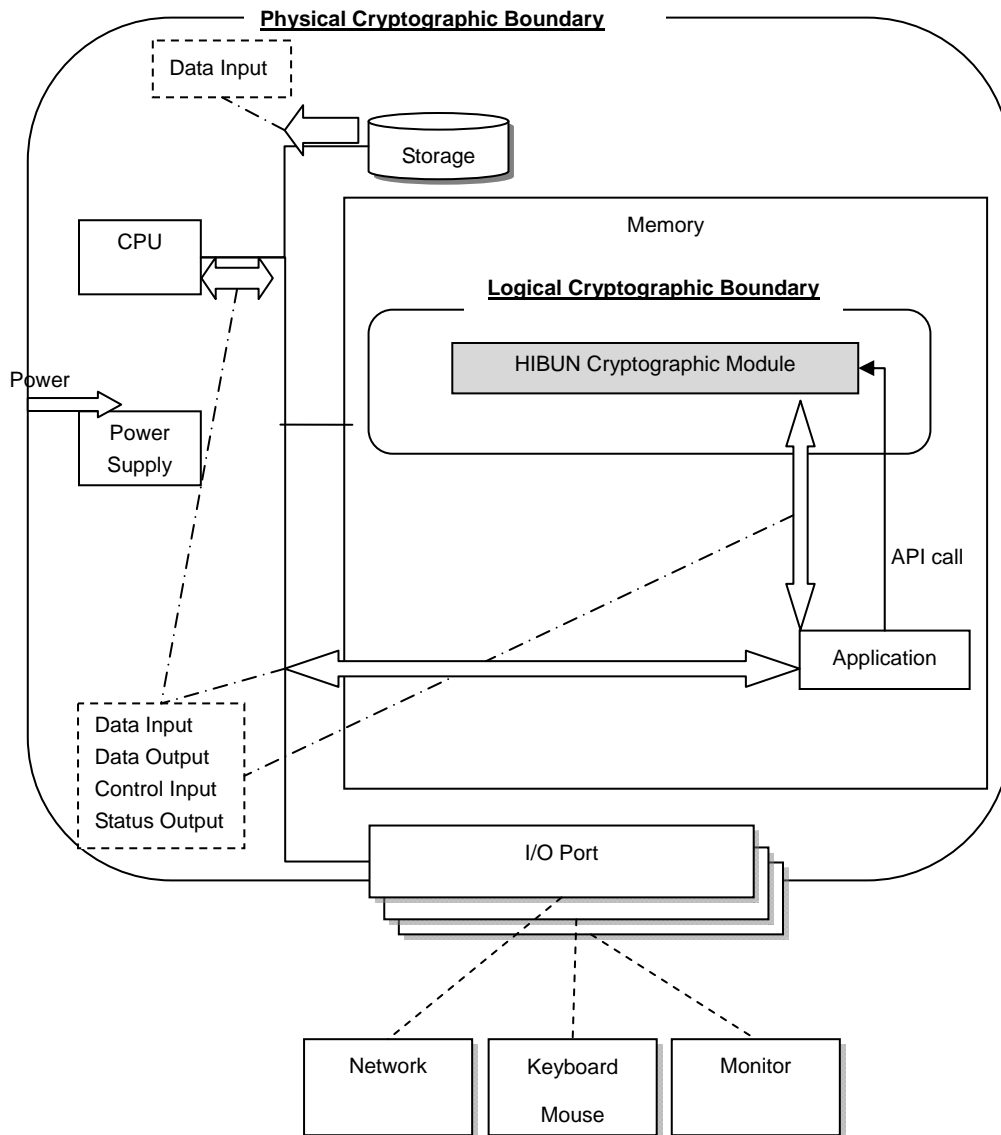 Physical Cryptographic Boundary
Data Input
Storage
Memory
CPU
Logical Cryptographic Boundary
HIBUN Cryptographic Module
Power
Power
Supply
API call
Application
Data Input
Data Output
Control Input
Status Output
I/O Port
Network
Keyboard
Mouse
Monitor